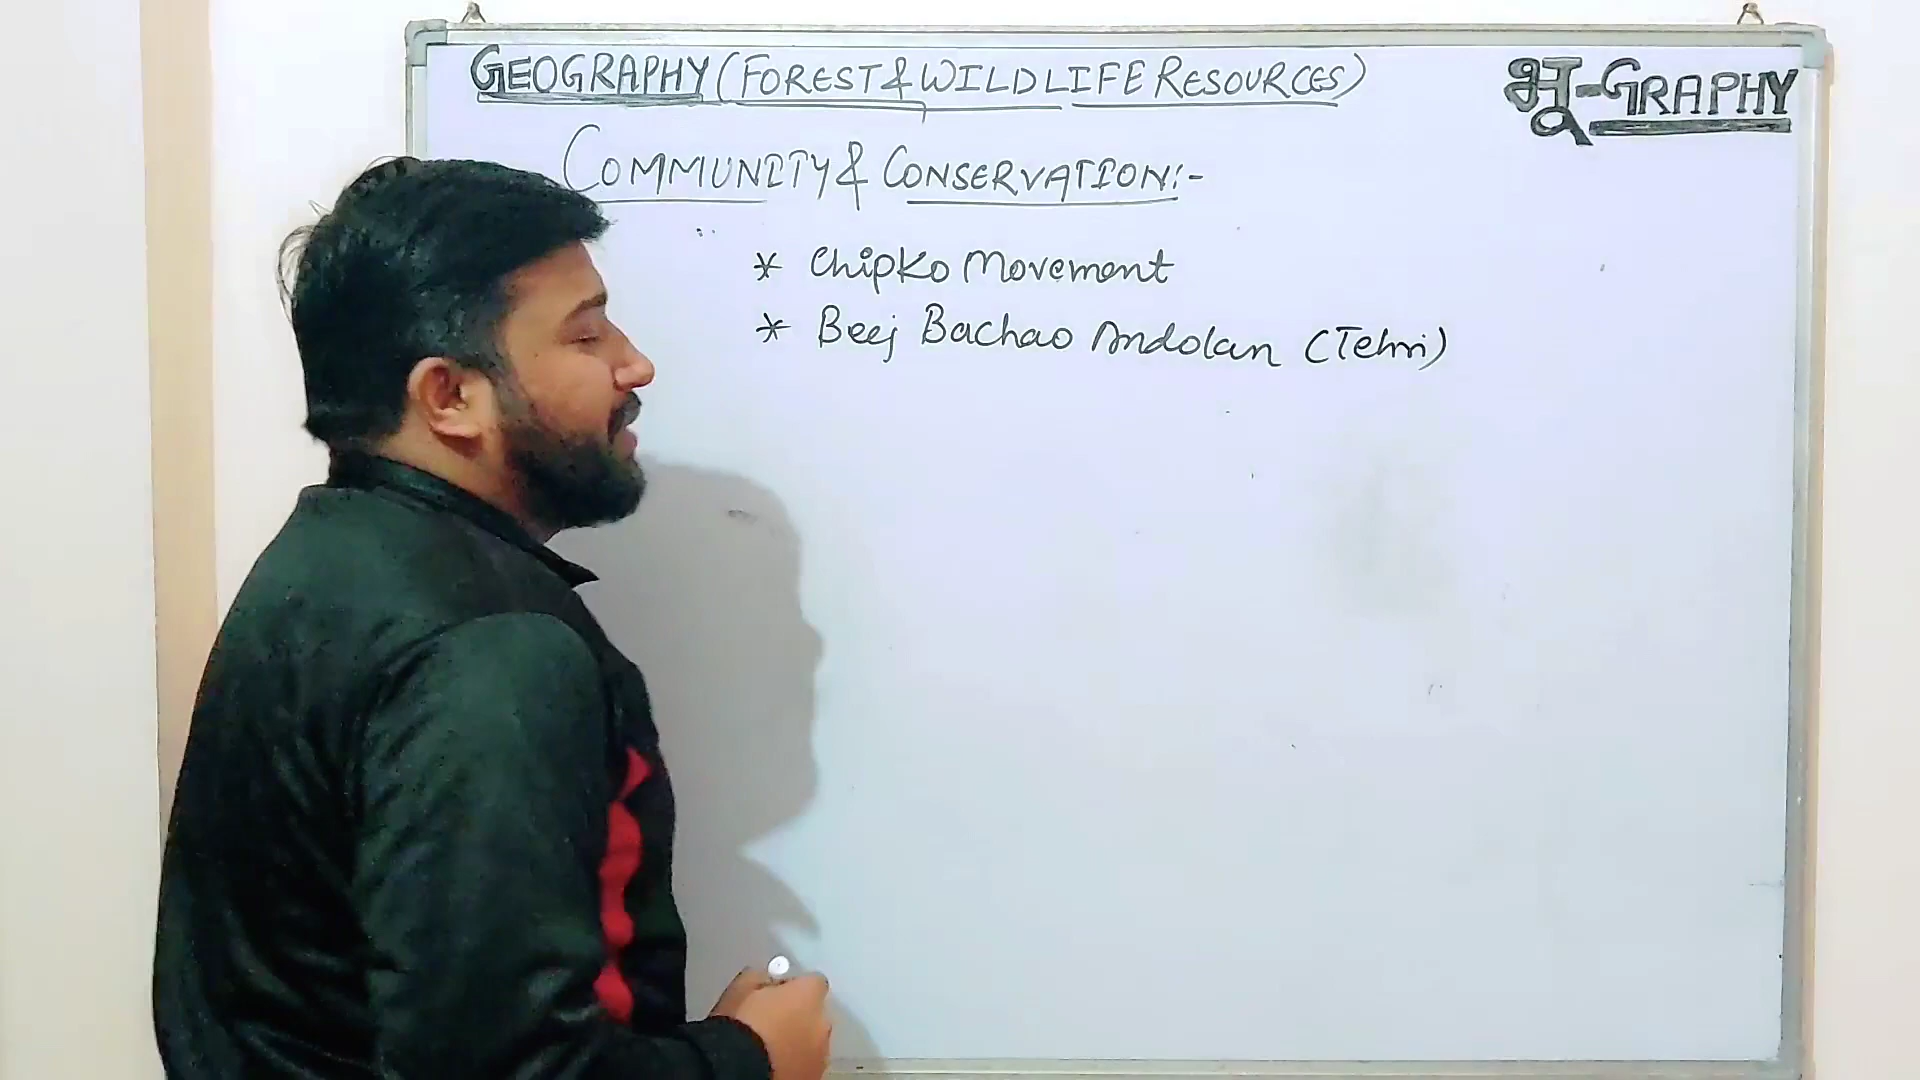 GEOGRAPHY (FOREST & WILDLIFE RESOURCES)
भू-GRAPHY
COMMUNITY & CONSERVATION:-
* Chipko Movement
* Beej Bachao Andolan (Tehri)